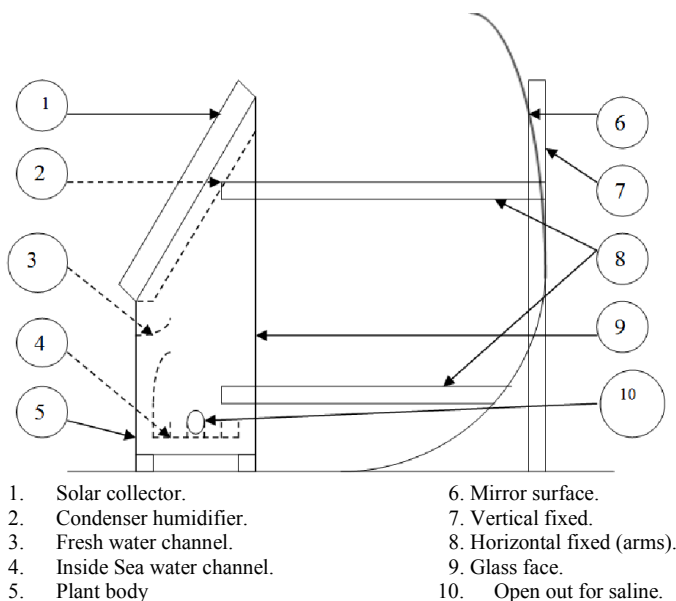 1
2
3
4
5
6
7
8
9
10
1. Solar collector.
2. Condenser humidifier.
3. Fresh water channel.
4. Inside Sea water channel.
5. Plant body
6. Mirror surface.
7. Vertical fixed.
8. Horizontal fixed (arms).
9. Glass face.
10. Open out for saline.